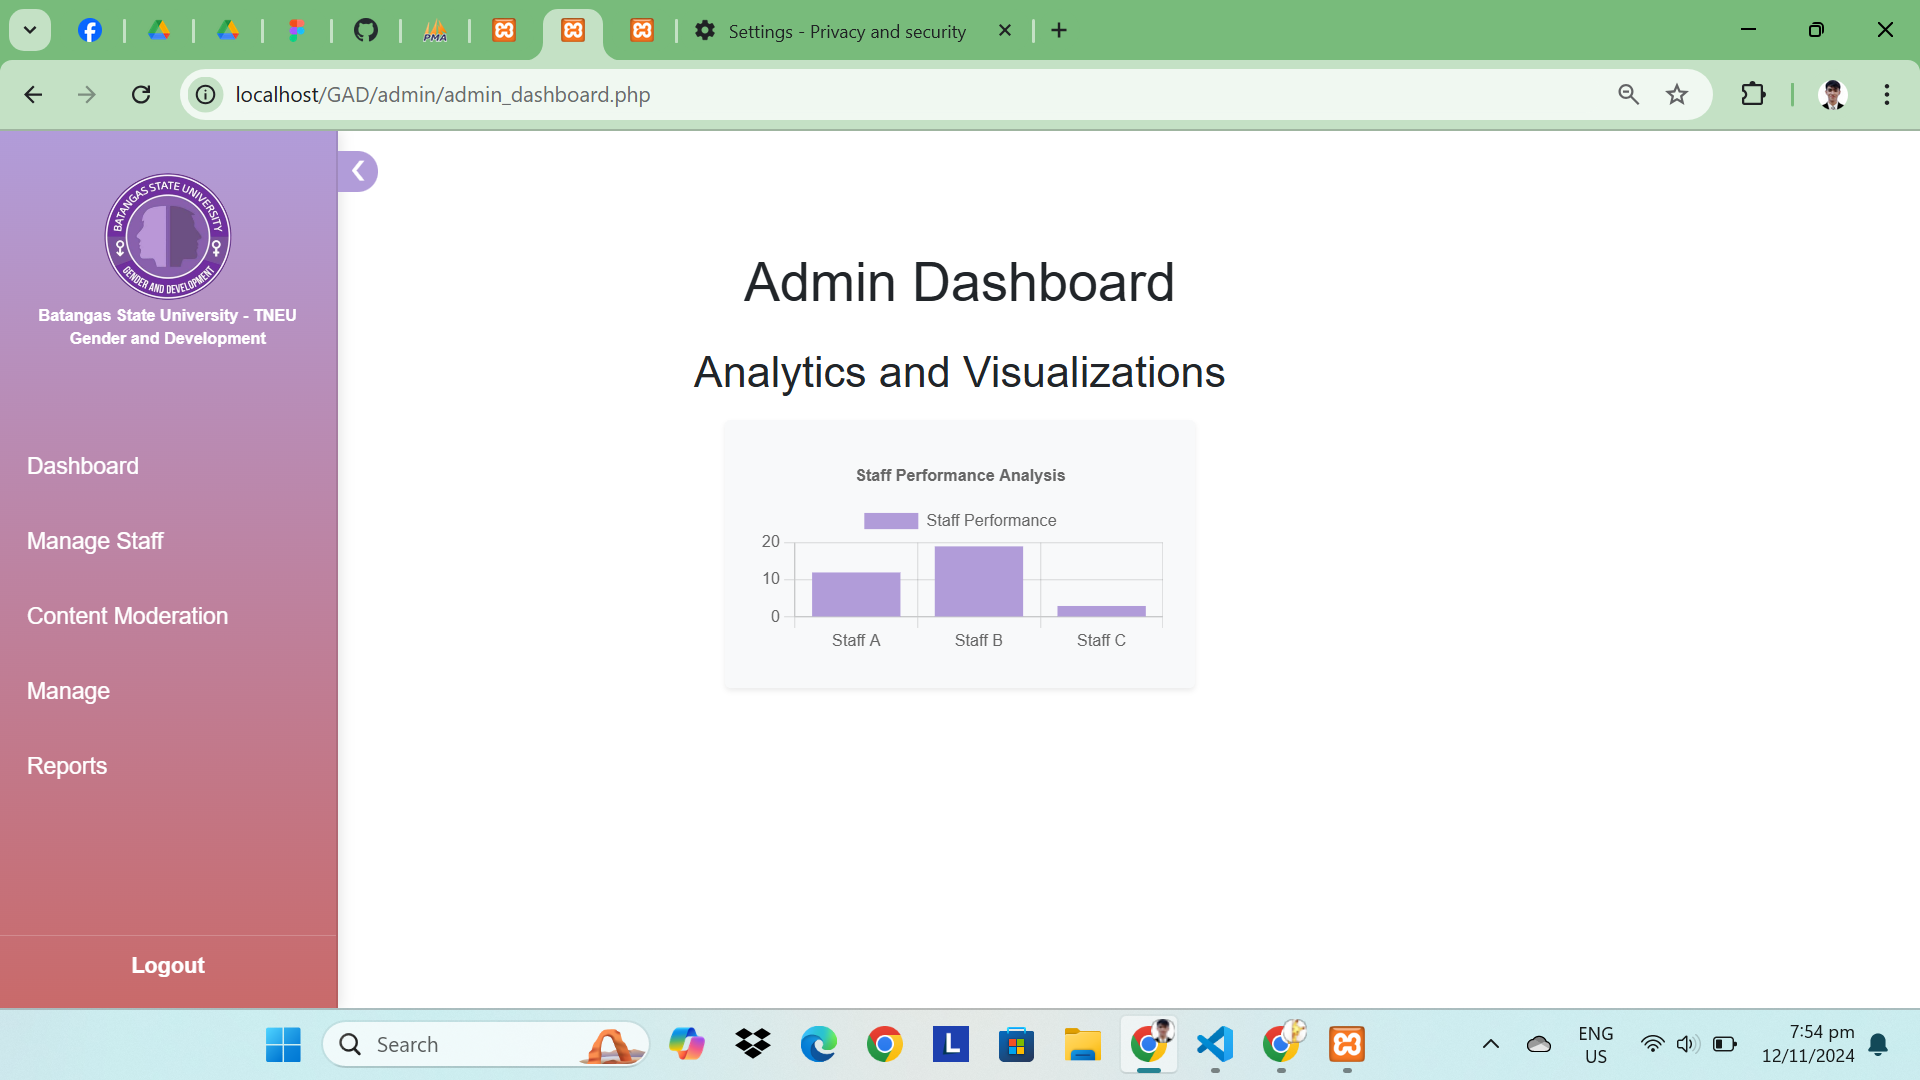 Settings - Privacy and security
localhost/GAD/admin/admin_dashboard.php
BATANGAS STATE UNIVERSITY
GENDER AND DEVELOPMENT
Batangas State University - TNEU
Gender and Development
Dashboard
Manage Staff
Content Moderation
Manage
Reports
Logout
Admin Dashboard
Analytics and Visualizations
Staff Performance Analysis
Staff Performance
20
10
0
Staff A
Staff B
Staff C
Search
L
PMA
ENG
US
7:54 pm
12/11/2024